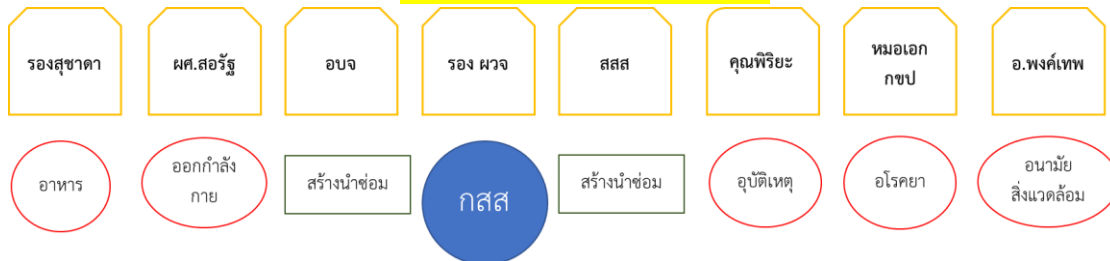 รองสุชาดา
ผศ.สอรัฐ
อบจ
รอง ผวจ
สสส
คุณพิริยะ
หมอเอก
กขป
อ.พงค์เทพ
อาหาร
ออกกำลัง
กาย
สร้างนำซ่อม
กสส
สร้างนำซ่อม
อุบัติเหตุ
อโรคยา
อนามัย
สิ่งแวดล้อม